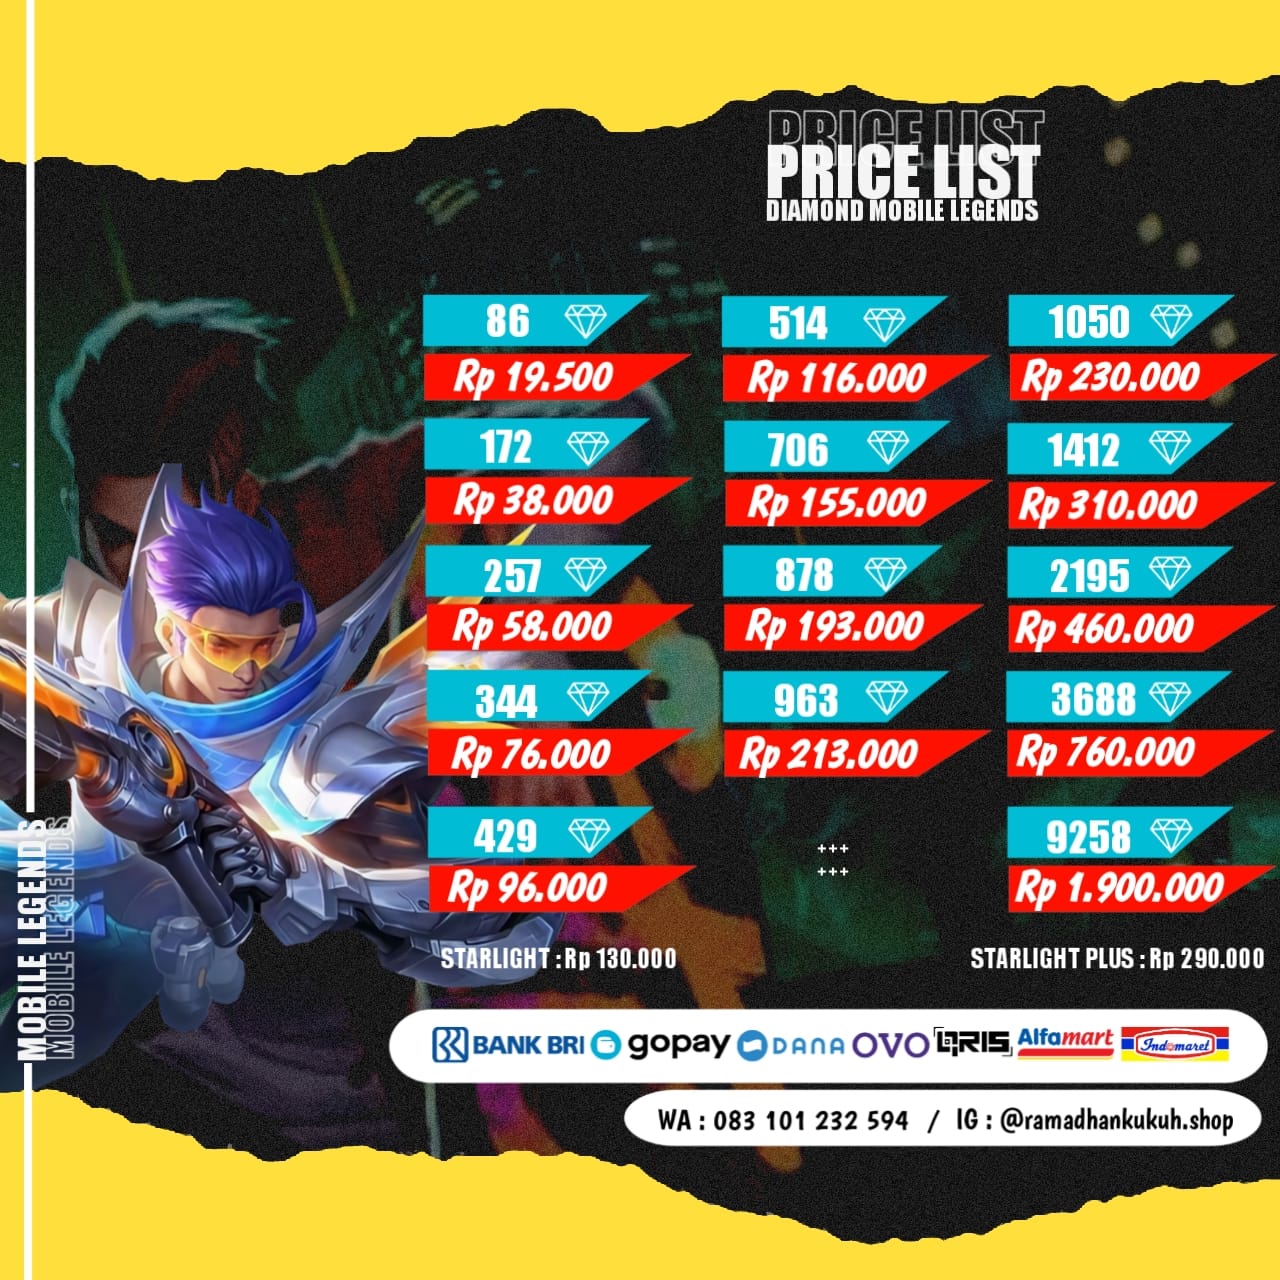 PRICE LIST
PRICE LIST
DIAMOND MOBILE LEGENDS
86
Rp 19.500
172
Rp 38.000
257
Rp 58.000
344
Rp 76.000
429
Rp 96.000
514
Rp 116.000
706
Rp 155.000
878
Rp 193.000
963
Rp 213.000
+++
+++
1050
Rp 230.000
1412
Rp 310.000
2195
Rp 460.000
3688
Rp 760.000
9258
Rp 1.900.000
STARLIGHT : Rp 130.000
STARLIGHT PLUS : Rp 290.000
BANK BRI gopay DANA OVO QRIS Alfamart Indomaret
WA : 083 101 232 594 / IG : @ramadhankukuh.shop
MOBILE LEGENDS
MOBILE LEGENDS